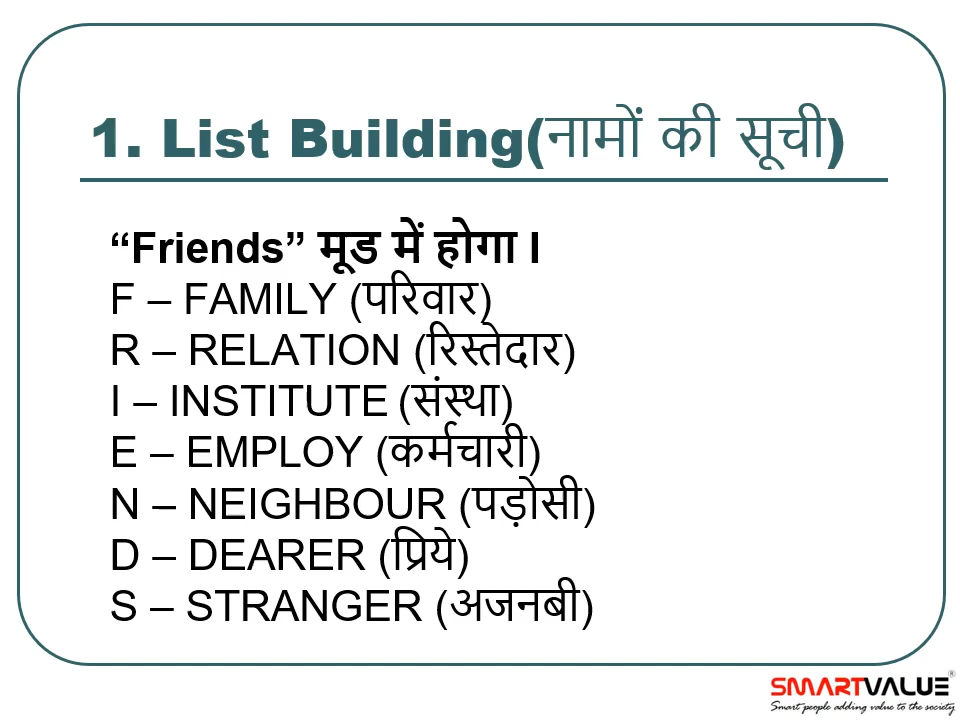 1. List Building(नामों की सूची)
“Friends” मूड में होगा I
F – FAMILY (परिवार)
R – RELATION (रिस्तेदार)
I – INSTITUTE (संस्था)
E – EMPLOY (कर्मचारी)
N – NEIGHBOUR (पड़ोसी)
D – DEARER (प्रिये)
S – STRANGER (अजनबी)
SMARTVALUE®
Smart people adding value to the society